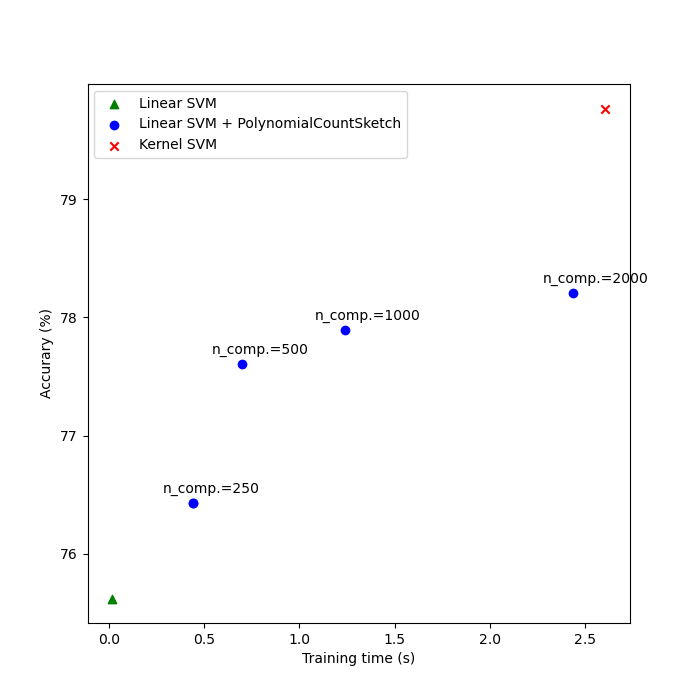 Linear SVM
Linear SVM + PolynomialCountSketch
Kernel SVM
79
78
77
76
Accurary (%)
n_comp.=2000
n_comp.=1000
n_comp.=500
n_comp.=250
0.0 0.5 1.0 1.5 2.0 2.5
Training time (s)